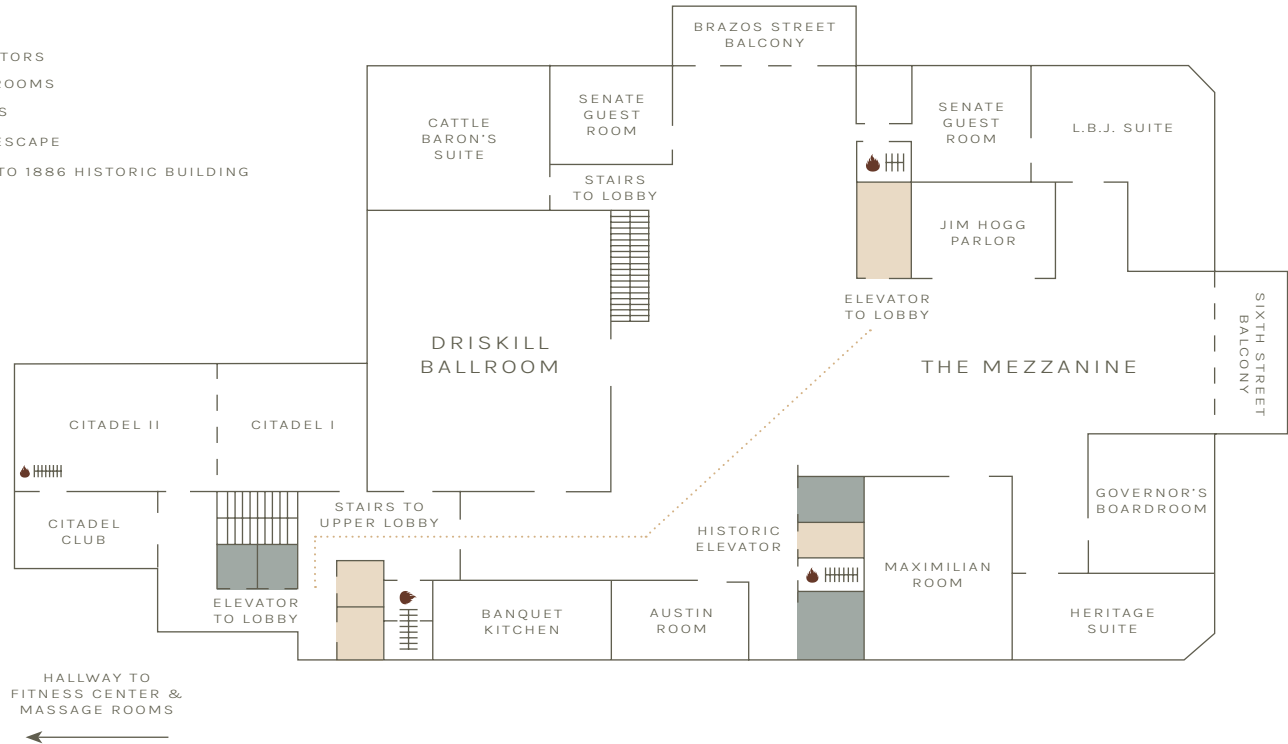 BRAZOS STREET
BALCONY
TORS
ROOMS
S
ESCAPE
TO 1886 HISTORIC BUILDING
CATTLE
BARON'S
SUITE
SENATE
GUEST
ROOM
SENATE
GUEST
ROOM
L.B.J. SUITE
STAIRS
TO LOBBY
JIM HOGG
PARLOR
ELEVATOR
TO LOBBY
DRISKILL
BALLROOM
THE MEZZANINE
SIXTH STREET
BALCONY
CITADEL II
CITADEL I
CITADEL
CLUB
STAIRS TO
UPPER LOBBY
HISTORIC
ELEVATOR
GOVERNOR'S
BOARDROOM
MAXIMILIAN
ROOM
ELEVATOR
TO LOBBY
BANQUET
KITCHEN
AUSTIN
ROOM
HERITAGE
SUITE
HALLWAY TO
FITNESS CENTER &
MASSAGE ROOMS